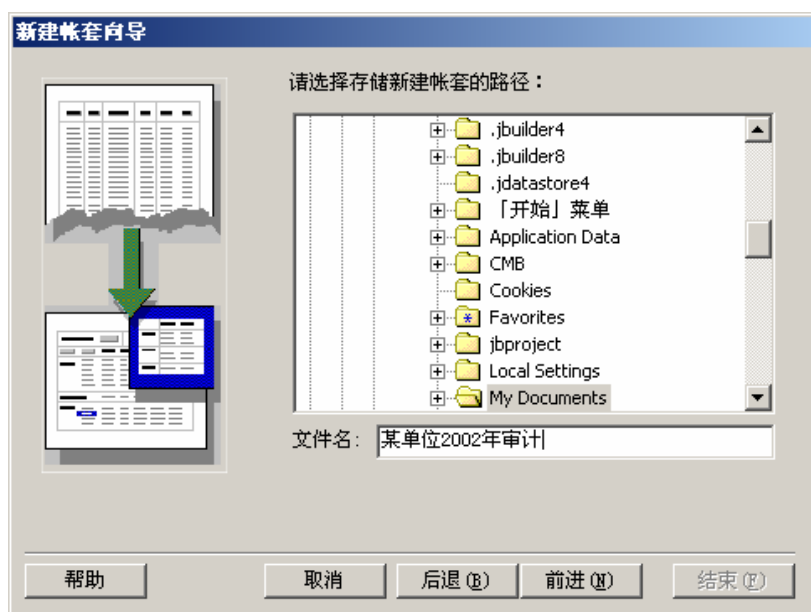 新建帐套向导
请选择存储新建帐套的路径：
.jbuilder4
.jbuilder8
.jdatastore4
「开始」菜单
Application Data
CMB
Cookies
Favorites
jbproject
Local Settings
My Documents
文件名: 某单位2002年审计
帮助 取消 后退(B) 前进(N) 结束(F)